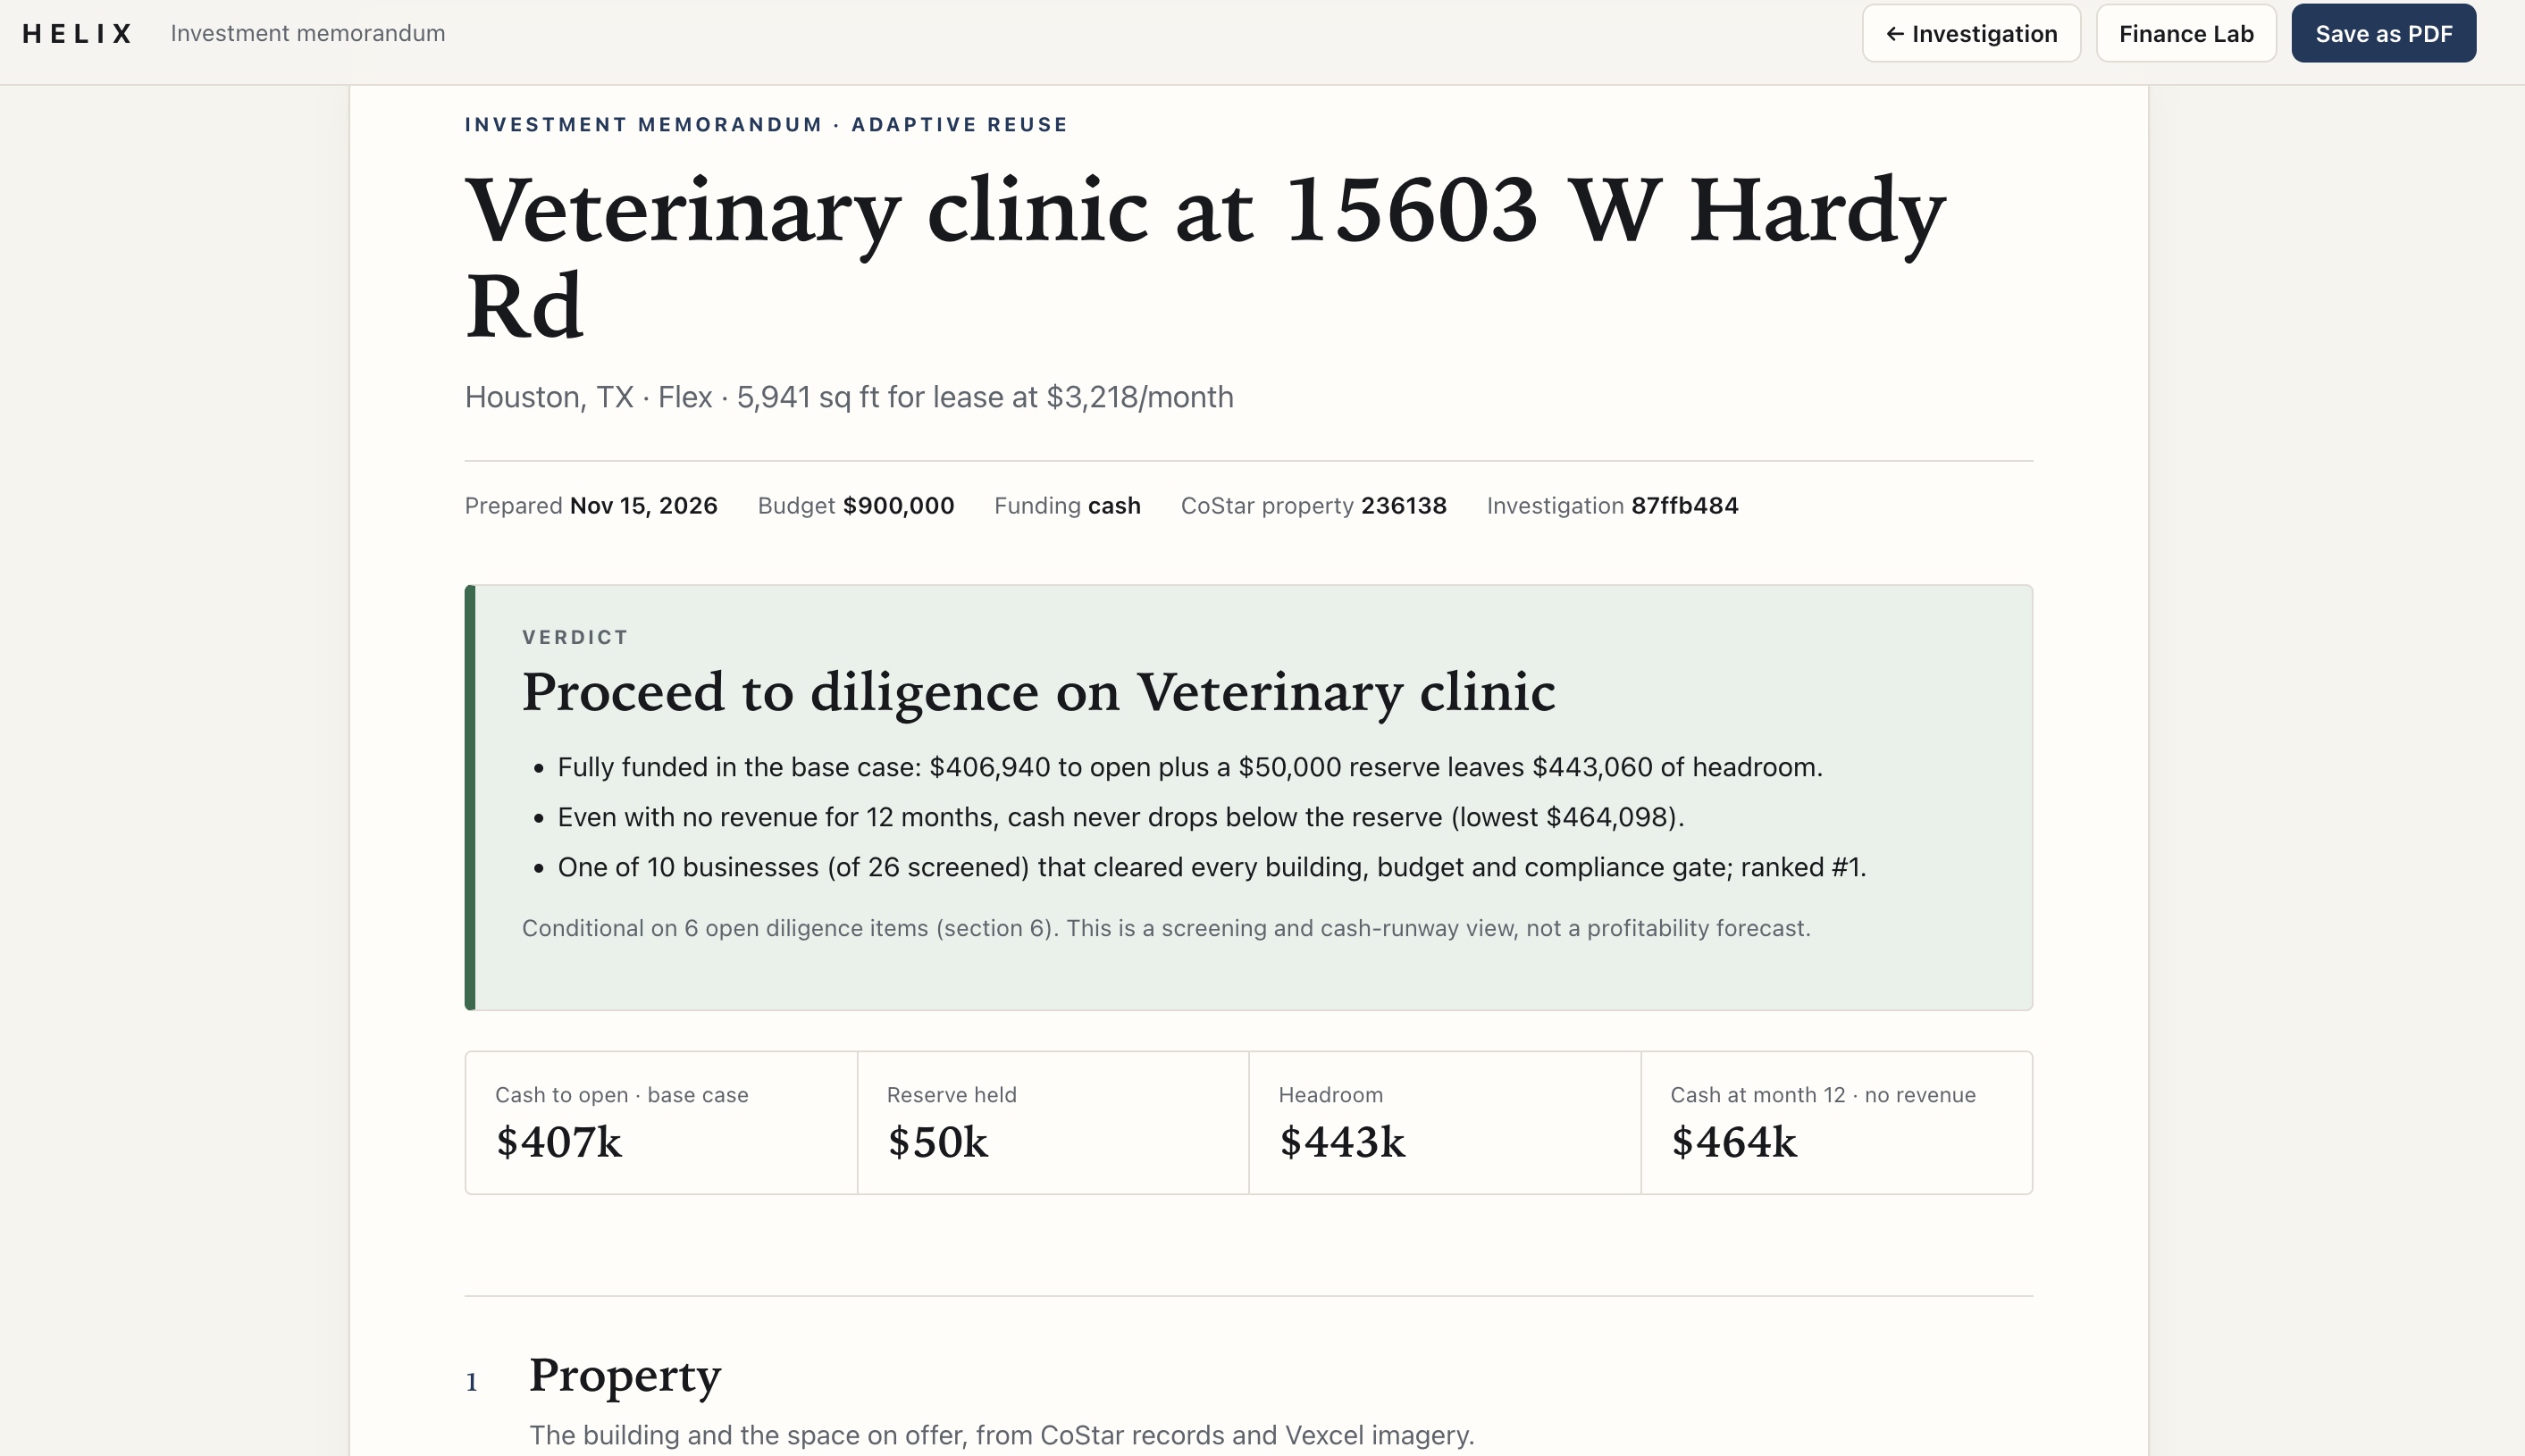 HELIX Investment memorandum ← Investigation Finance Lab Save as PDF
INVESTMENT MEMORANDUM · ADAPTIVE REUSE
Veterinary clinic at 15603 W Hardy
Rd
Houston, TX · Flex · 5,941 sq ft for lease at $3,218/month
Prepared Nov 15, 2026 Budget $900,000 Funding cash CoStar property 236138 Investigation 87ffb484
VERDICT
Proceed to diligence on Veterinary clinic
• Fully funded in the base case: $406,940 to open plus a $50,000 reserve leaves $443,060 of headroom.
• Even with no revenue for 12 months, cash never drops below the reserve (lowest $464,098).
• One of 10 businesses (of 26 screened) that cleared every building, budget and compliance gate; ranked #1.
Conditional on 6 open diligence items (section 6). This is a screening and cash-runway view, not a profitability forecast.
Cash to open · base case Reserve held Headroom Cash at month 12 · no revenue
$407k $50k $443k $464k
1 Property
The building and the space on offer, from CoStar records and Vexcel imagery.